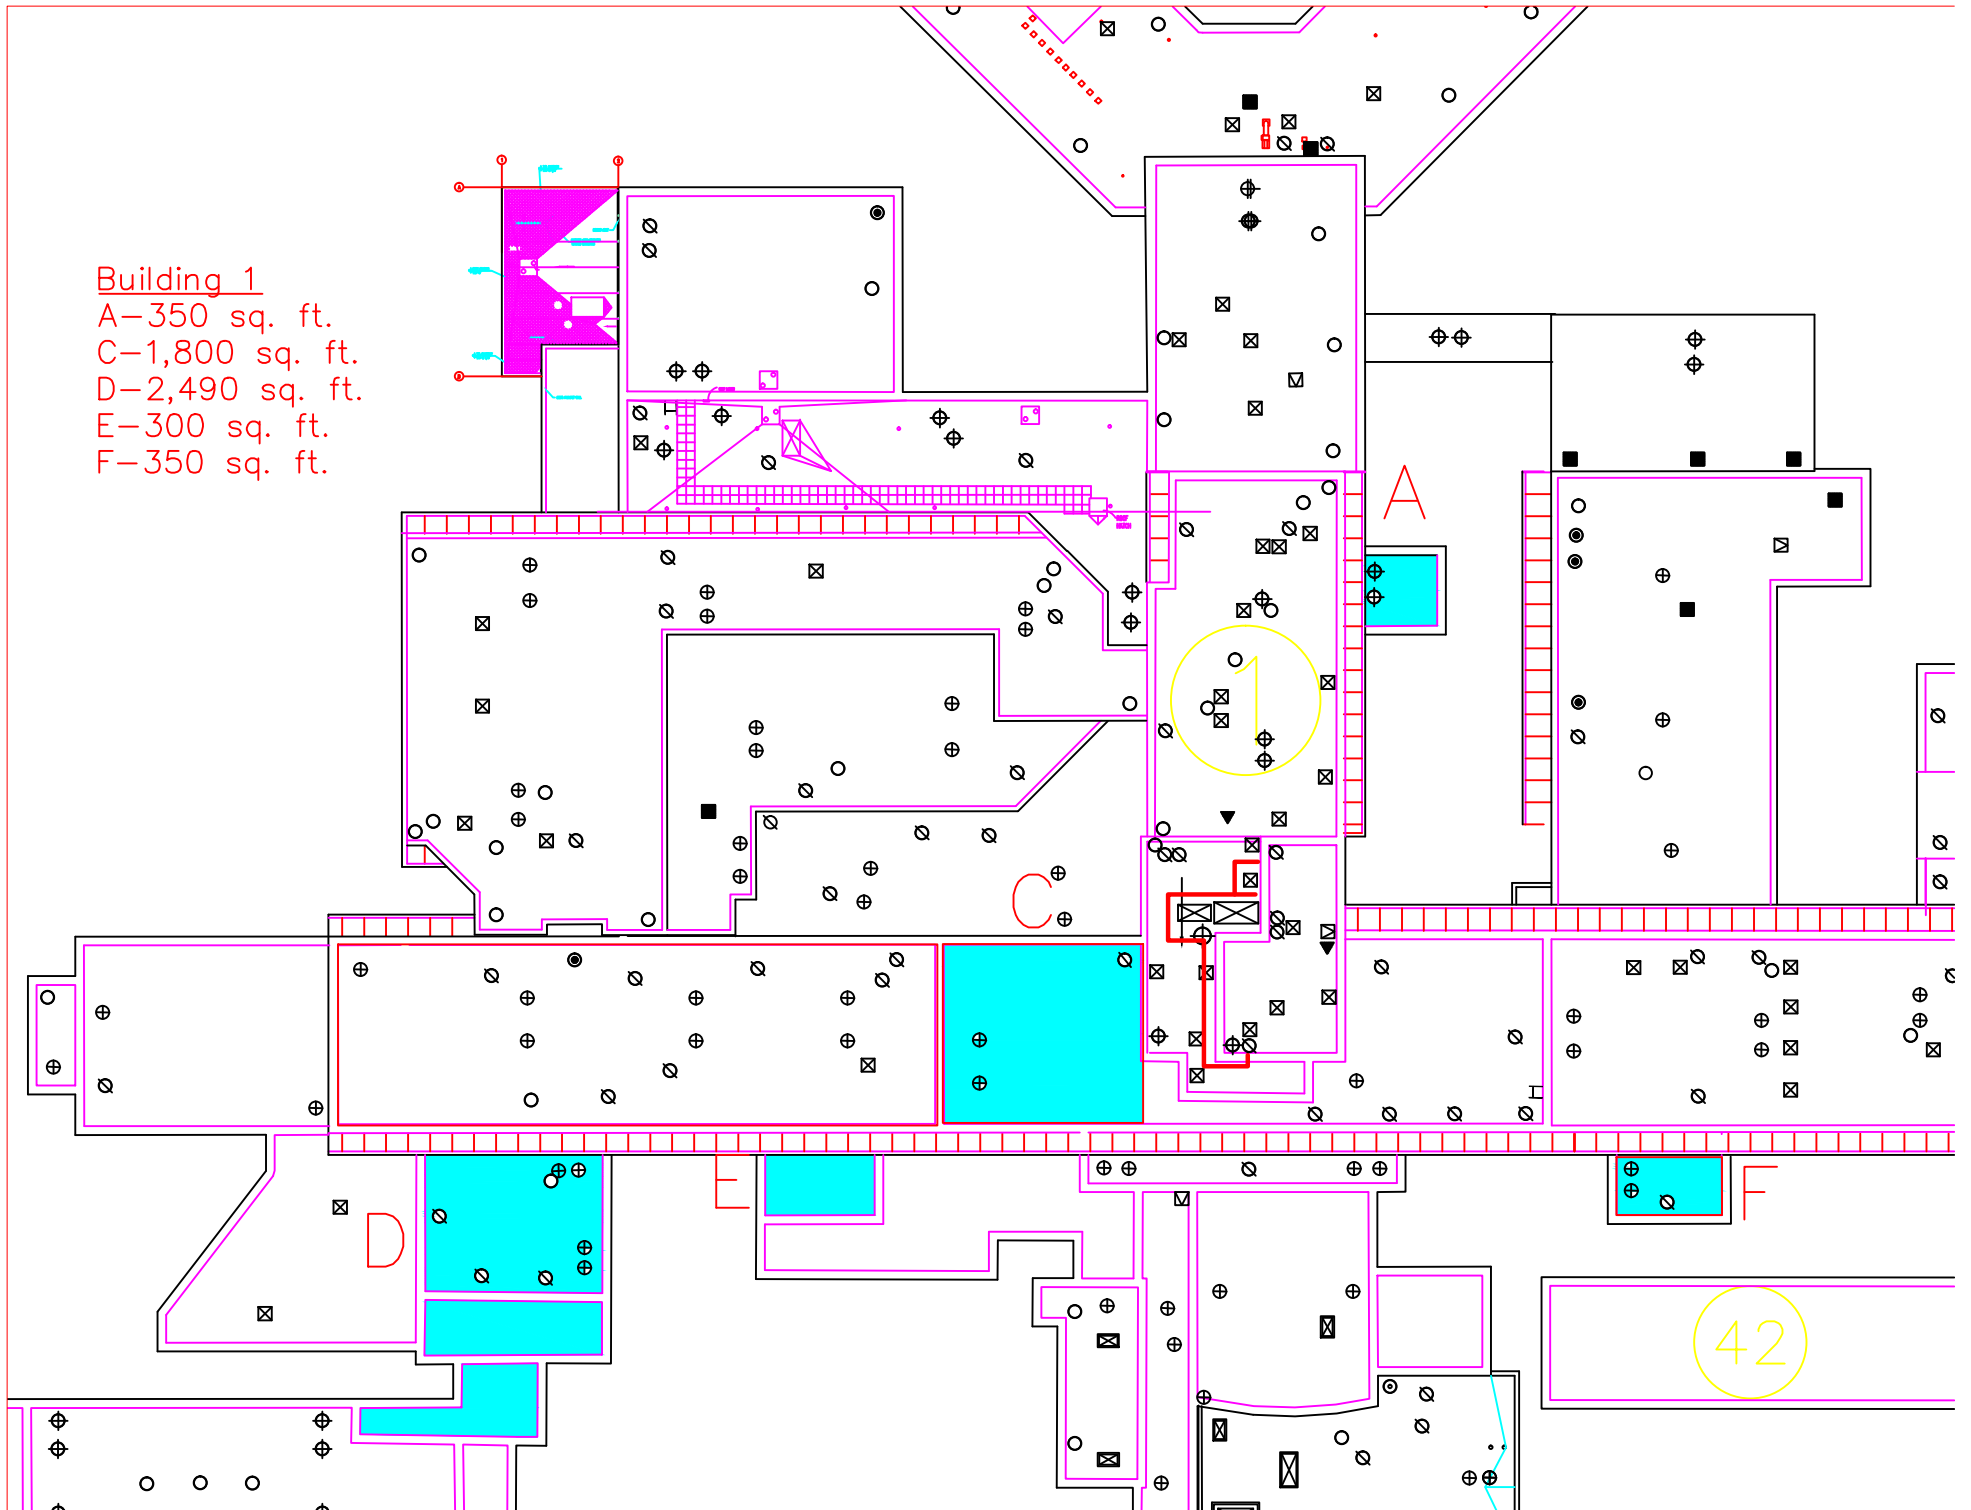 Building 1
A-350 sq. ft.
C-1,800 sq. ft.
D-2,490 sq. ft.
E-300 sq. ft.
F-350 sq. ft.
A
1
C
E
F
D
42